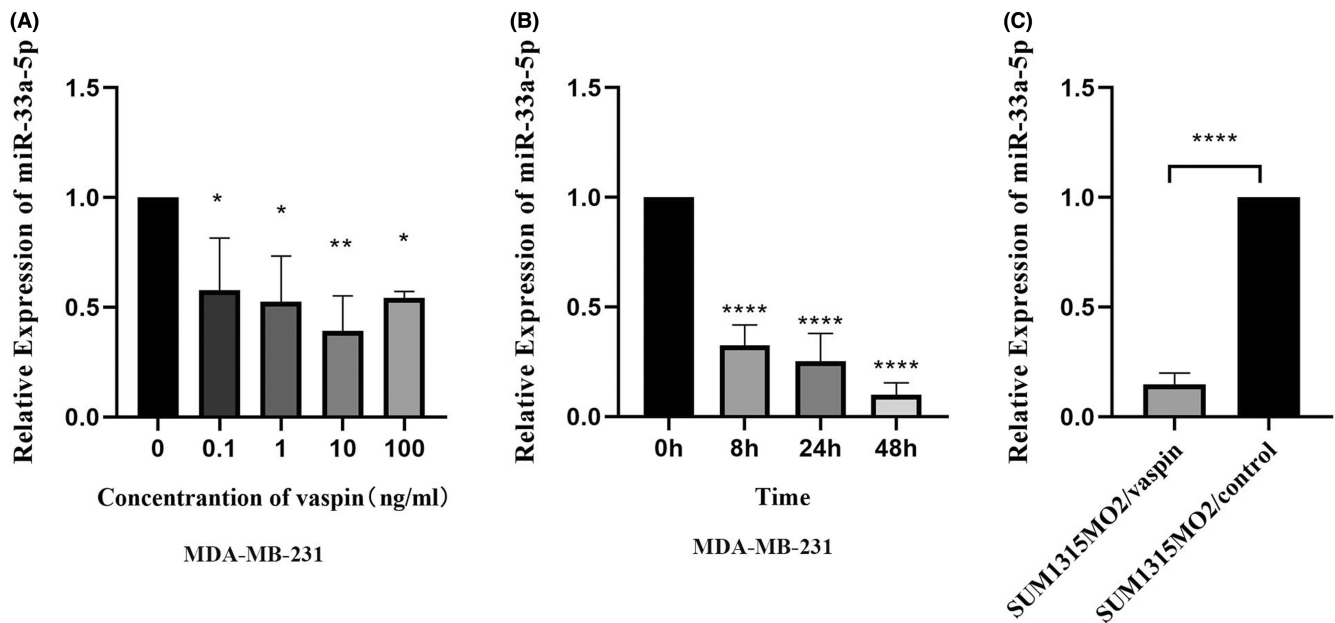 (A)
Relative Expression of miR-33a-5p
1.5
1.0
0.5
0.0
*
*
**
*
0 0.1 1 10 100
Concentrantion of vaspin（ng/ml）
MDA-MB-231
(B)
Relative Expression of miR-33a-5p
1.5
1.0
0.5
0.0
****
****
****
0h 8h 24h 48h
Time
MDA-MB-231
(C)
Relative Expression of miR-33a-5p
1.5
1.0
0.5
0.0
****
SUM1315MO2/vaspin
SUM1315MO2/control